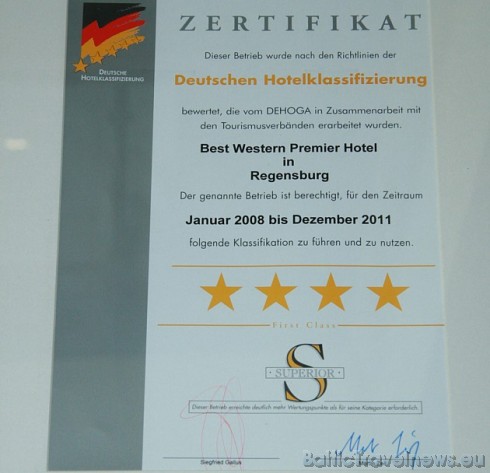 ZERTIFIKAT
Dieser Betrieb wurde nach den Richtlinien der
DEUTSCHE
HOTELKLASSIFIZIERUNG
Deutschen Hotelklassifizierung
bewertet, die vom DEHOGA in Zusammenarbeit mit
den Tourismusverbänden erarbeitet wurden.
Best Western Premier Hotel
in
Regensburg
Der genannte Betrieb ist berechtigt, für den Zeitraum
Januar 2008 bis Dezember 2011
folgende Klassifikation zu führen und zu nutzen.
First Class
S
SUPERIOR
Dieser Betrieb erreichte deutlich mehr Wertungspunkte als für seine Kategorie erforderlich.
Siegfried
BalticTravelnews.eu